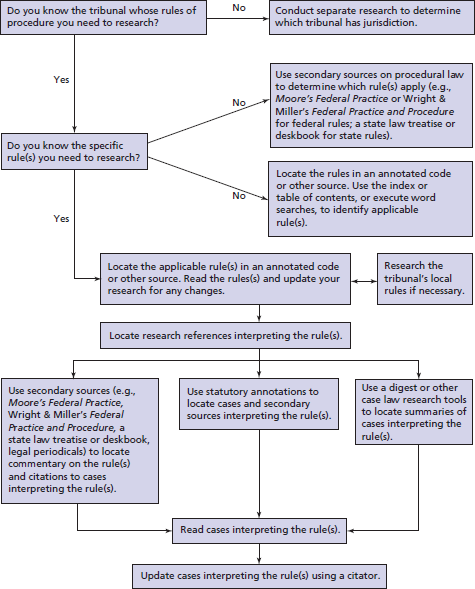 Do you know the tribunal whose rules of
procedure you need to research?
No
Conduct separate research to determine
which tribunal has jurisdiction.
Yes
Use secondary sources on procedural law
to determine which rule(s) apply (e.g.,
Moore's Federal Practice or Wright &
Miller's Federal Practice and Procedure
for federal rules; a state law treatise or
deskbook for state rules).
No
Do you know the specific
rule(s) you need to research?
No
Locate the rules in an annotated code
or other source. Use the index or
table of contents, or execute word
searches, to identify applicable
rule(s).
Yes
Locate the applicable rule(s) in an annotated code
or other source. Read the rules(s) and update your
research for any changes.
Research the
tribunal's local
rules if necessary.
Locate research references interpreting the rule(s).
Use secondary sources (e.g.,
Moore's Federal Practice,
Wright & Miller's Federal
Practice and Procedure, a
state law treatise or deskbook,
legal periodicals) to locate
commentary on the rule(s)
and citations to cases
interpreting the rule(s).
Use statutory annotations to
locate cases and secondary
sources interpreting the rule(s).
Use a digest or other
case law research tools
to locate summaries of
cases interpreting the
rule(s).
Read cases interpreting the rule(s).
Update cases interpreting the rule(s) using a citator.